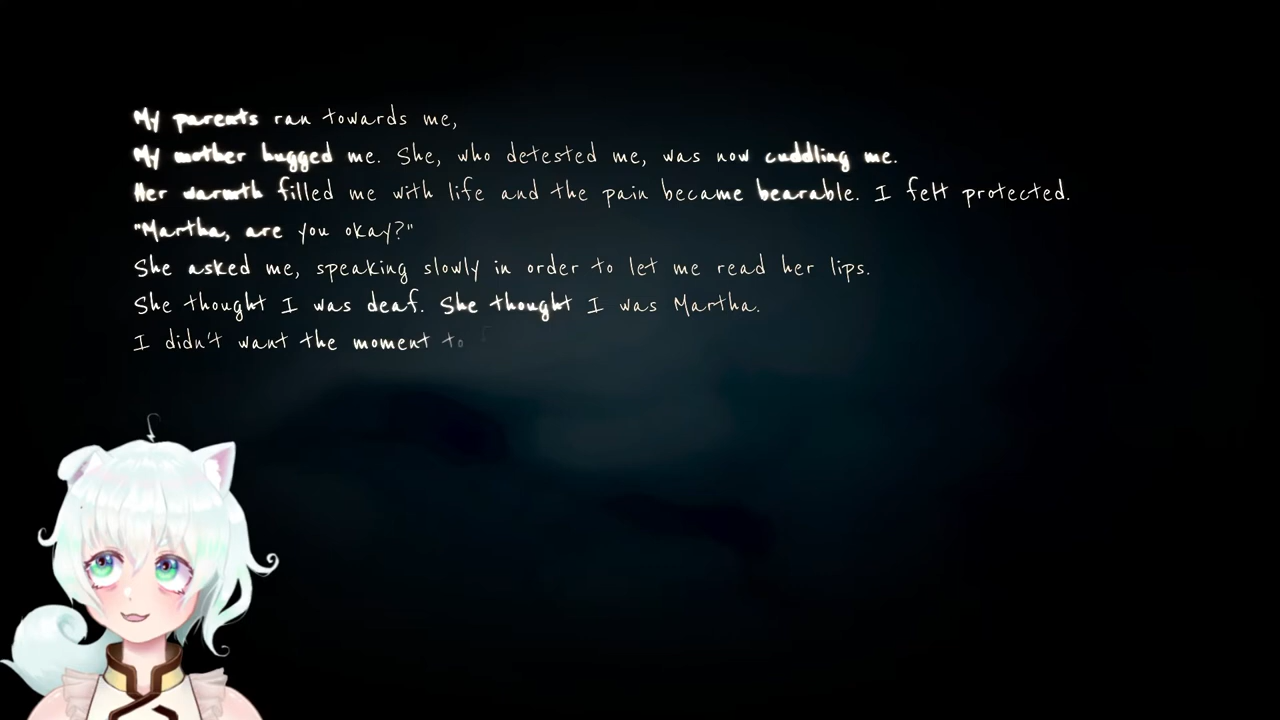 My parents ran towards me,
My mother hugged me. She, who detested me, was now cuddling me.
Her warmth filled me with life and the pain became bearable. I felt protected.
"Martha, are you okay?"
She asked me, speaking slowly in order to let me read her lips.
She thought I was deaf. She thought I was Martha.
I didn't want the moment to